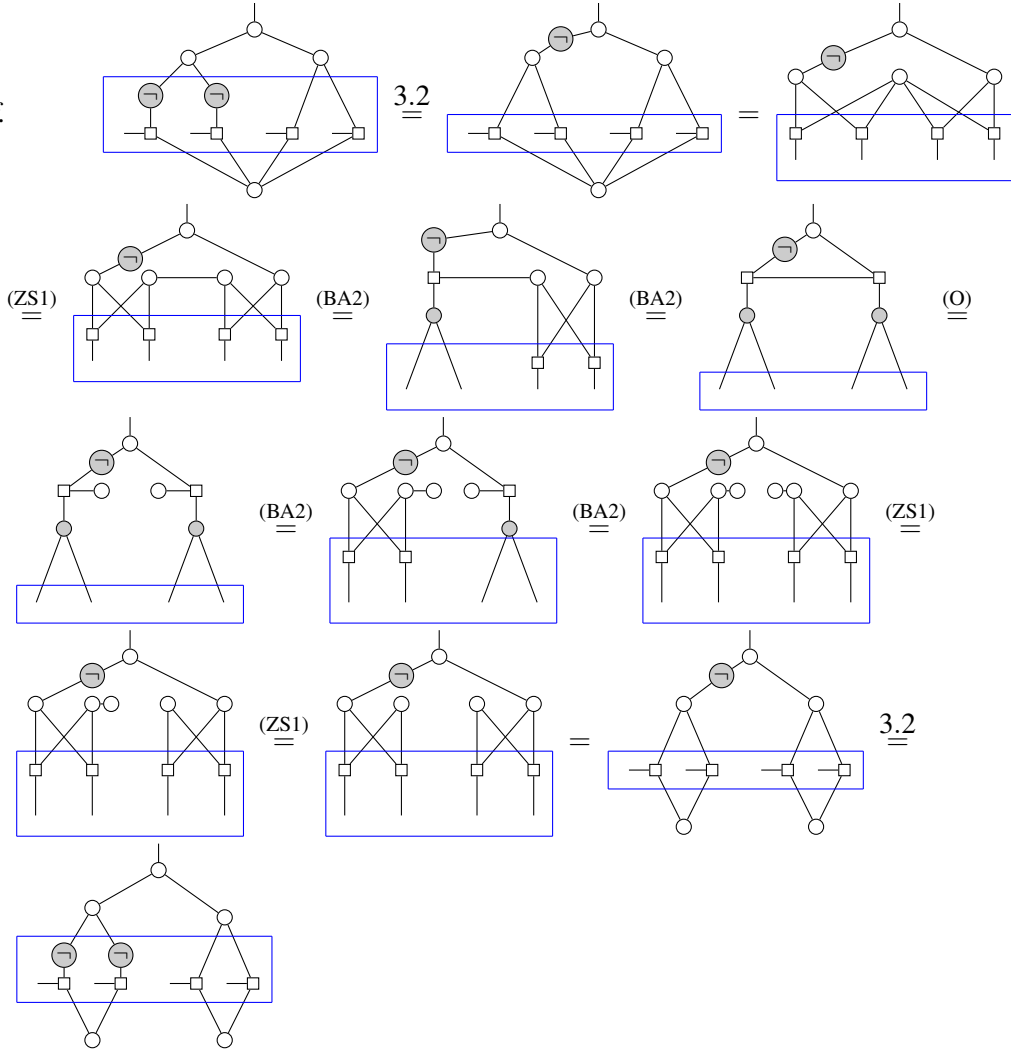 f. 3.2 = =
(ZS1) = (BA2) = (BA2) = (O) =
(BA2) = (BA2) = (ZS1) =
(ZS1) = = 3.2 =
¬ ¬